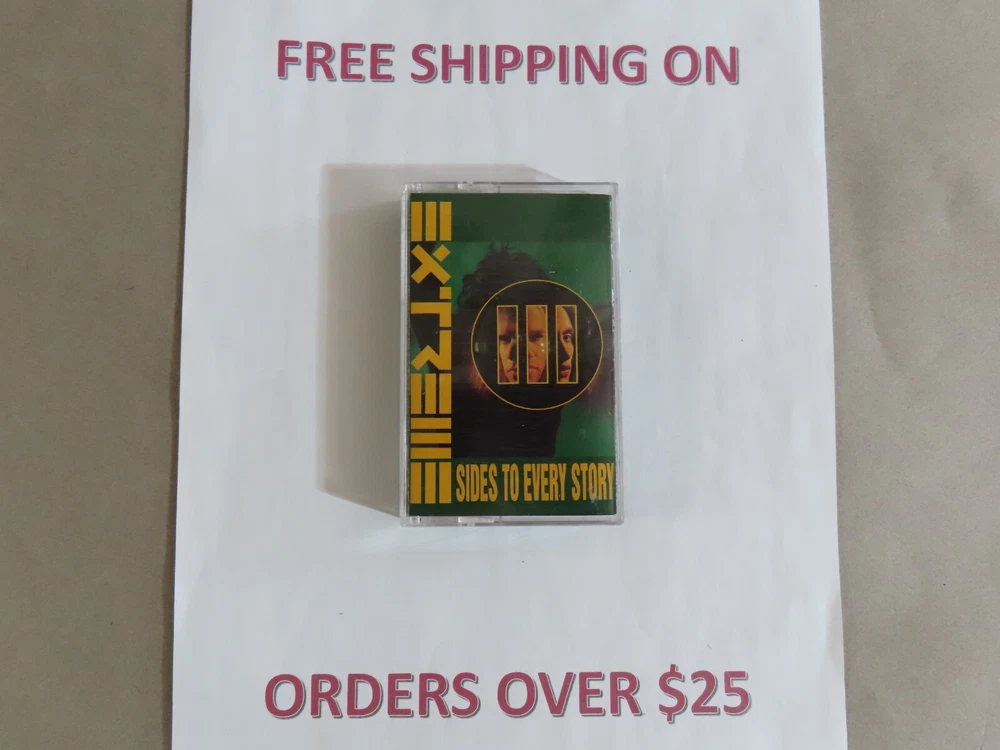 FREE SHIPPING ON
EXTREME
III
SIDES TO EVERY STORY
ORDERS OVER $25